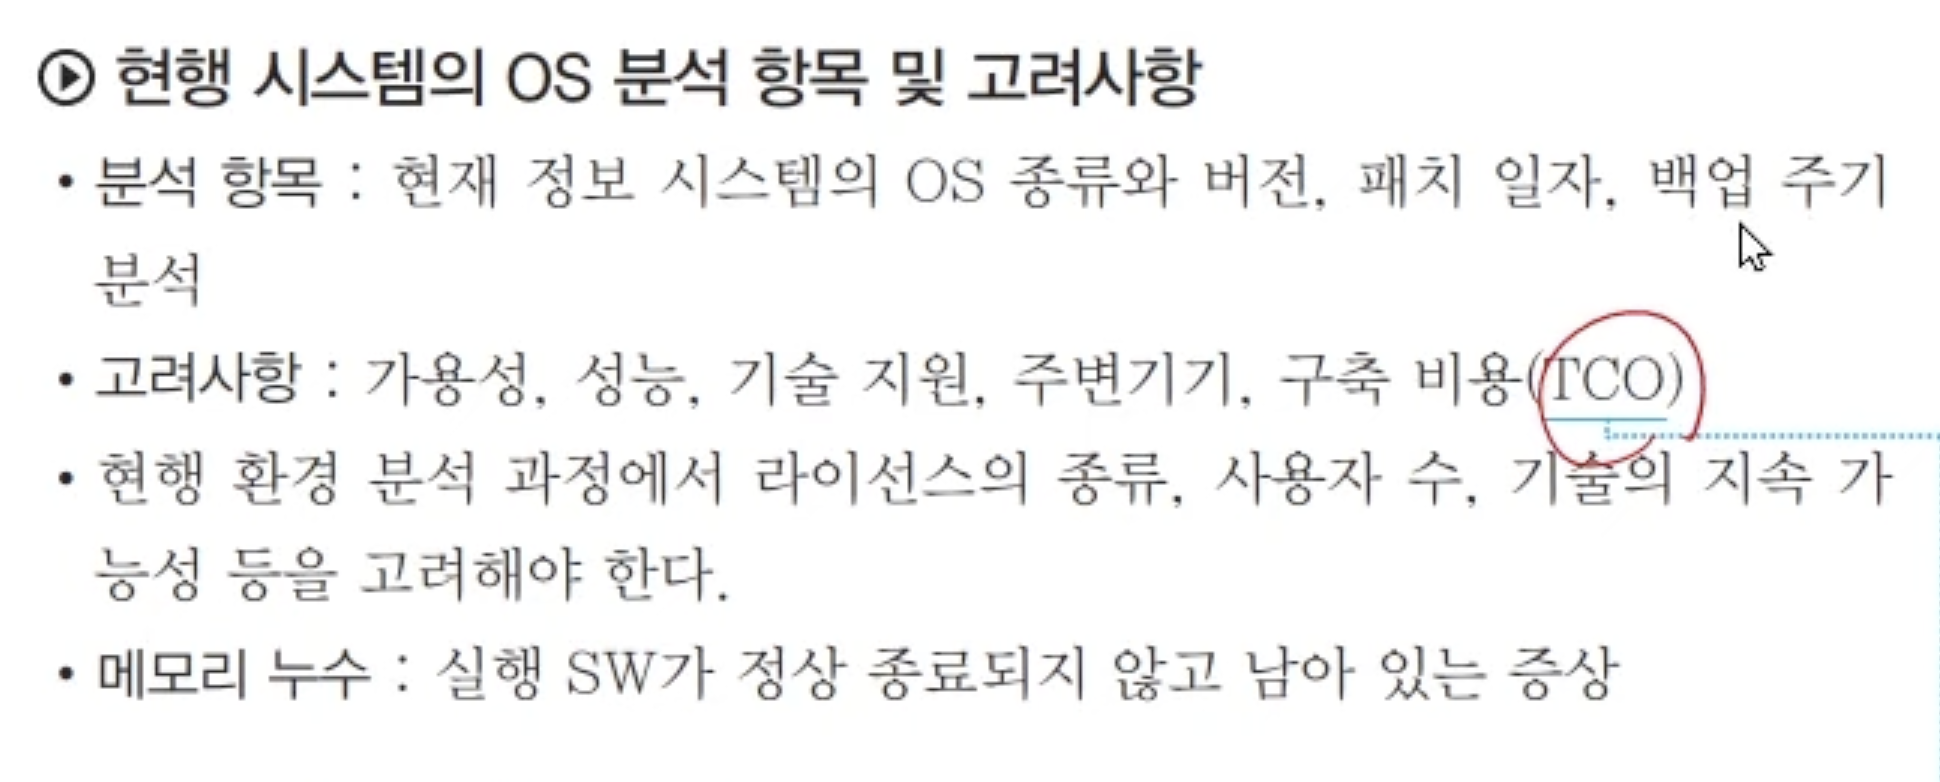 현행 시스템의 OS 분석 항목 및 고려사항
• 분석 항목 : 현재 정보 시스템의 OS 종류와 버전, 패치 일자, 백업 주기
분석
• 고려사항 : 가용성, 성능, 기술 지원, 주변기기, 구축 비용(TCO)
• 현행 환경 분석 과정에서 라이선스의 종류, 사용자 수, 기술의 지속 가
능성 등을 고려해야 한다.
• 메모리 누수 : 실행 SW가 정상 종료되지 않고 남아 있는 증상